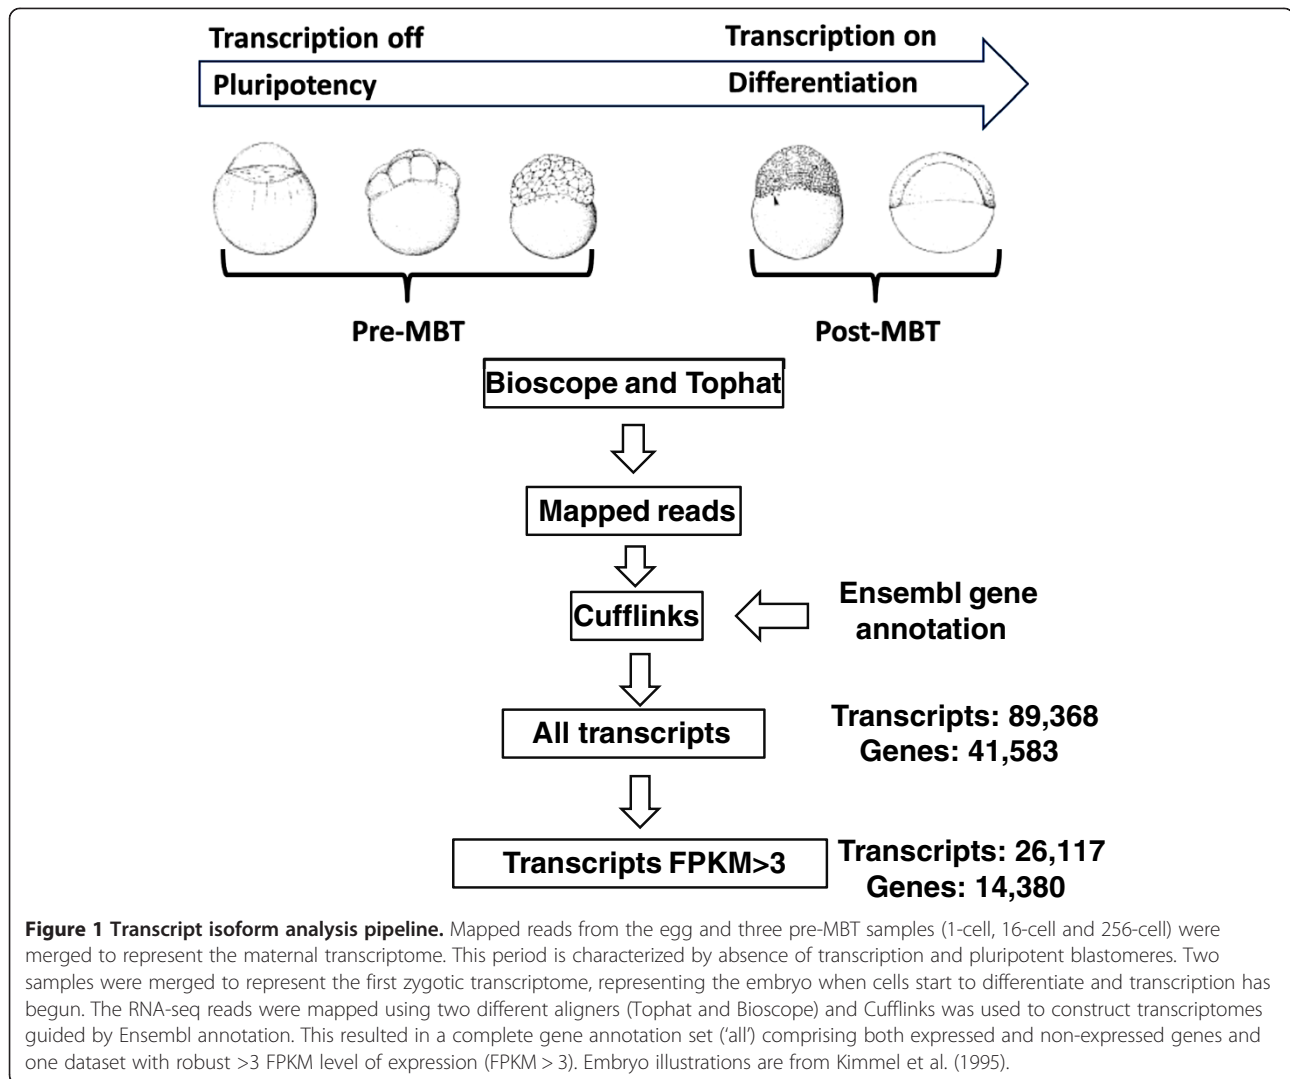 Transcription off
Transcription on
Pluripotency
Differentiation
Pre-MBT
Post-MBT
Bioscope and Tophat
Mapped reads
Cufflinks
Ensembl gene
annotation
All transcripts
Transcripts: 89,368
Genes: 41,583
Transcripts FPKM>3
Transcripts: 26,117
Genes: 14,380
Figure 1 Transcript isoform analysis pipeline. Mapped reads from the egg and three pre-MBT samples (1-cell, 16-cell and 256-cell) were
merged to represent the maternal transcriptome. This period is characterized by absence of transcription and pluripotent blastomeres. Two
samples were merged to represent the first zygotic transcriptome, representing the embryo when cells start to differentiate and transcription has
begun. The RNA-seq reads were mapped using two different aligners (Tophat and Bioscope) and Cufflinks was used to construct transcriptomes
guided by Ensembl annotation. This resulted in a complete gene annotation set (‘all’) comprising both expressed and non-expressed genes and
one dataset with robust >3 FPKM level of expression (FPKM > 3). Embryo illustrations are from Kimmel et al. (1995).